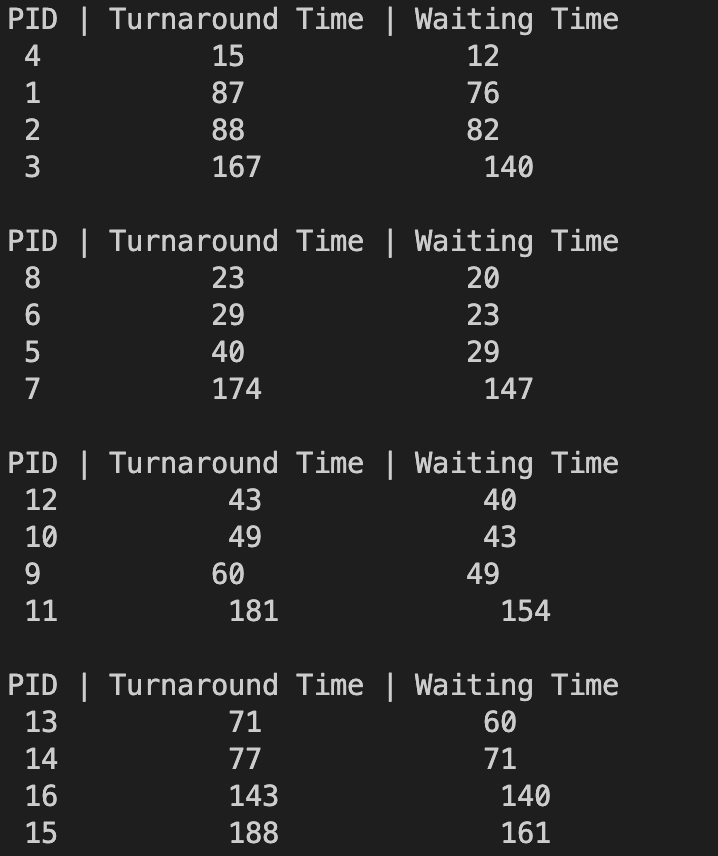 PID | Turnaround Time | Waiting Time
4 15 12
1 87 76
2 88 82
3 167 140
PID | Turnaround Time | Waiting Time
8 23 20
6 29 23
5 40 29
7 174 147
PID | Turnaround Time | Waiting Time
12 43 40
10 49 43
9 60 49
11 181 154
PID | Turnaround Time | Waiting Time
13 71 60
14 77 71
16 143 140
15 188 161